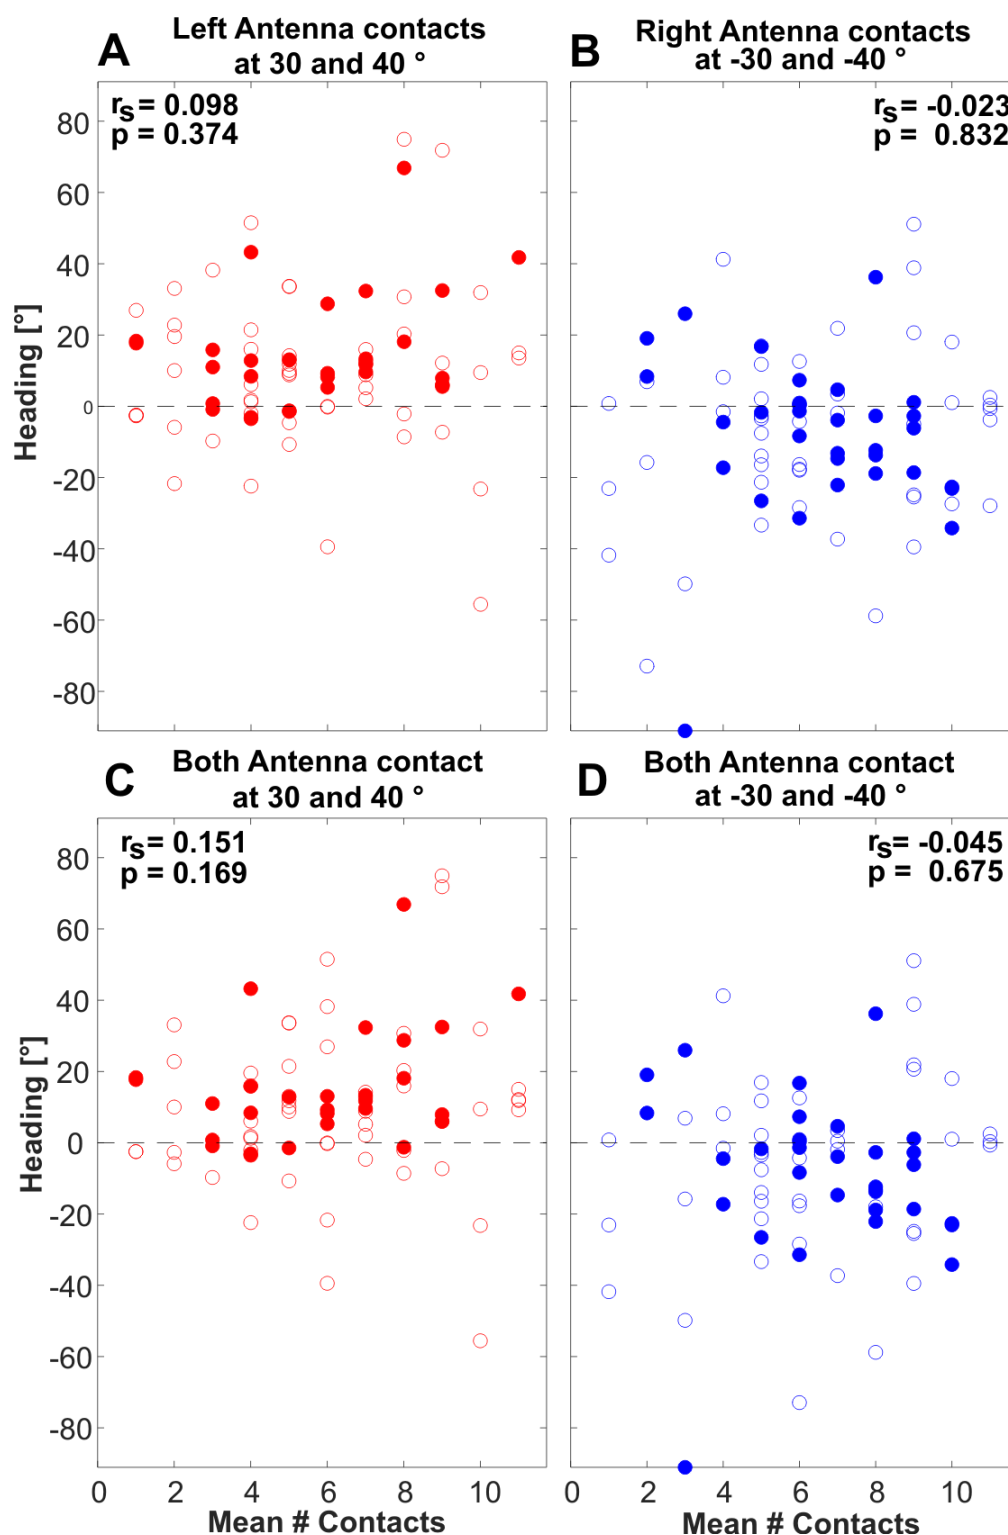 A
Left Antenna contacts
at 30 and 40 °
B
Right Antenna contacts
at -30 and -40 °
rs = 0.098
p = 0.374
rs = -0.023
p = 0.832
80
60
40
20
0
-20
-40
-60
-80
Heading [°]
C
Both Antenna contact
at 30 and 40 °
D
Both Antenna contact
at -30 and -40 °
rs = 0.151
p = 0.169
rs = -0.045
p = 0.675
80
60
40
20
0
-20
-40
-60
-80
Heading [°]
0 2 4 6 8 10
0 2 4 6 8 10
Mean # Contacts
Mean # Contacts